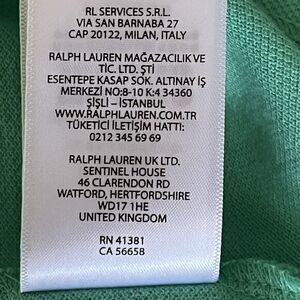 RL SERVICES S.R.L.
VIA SAN BARNABA 27
CAP 20122, MILAN, ITALY
RALPH LAUREN MAĞAZACILIK VE
TİC. LTD. ŞTİ
ESENTEPE KASAP SOK. ALTINAY İŞ
MERKEZİ NO:8-10 K:4 34360
ŞİŞLİ – İSTANBUL
WWW.RALPHLAUREN.COM.TR
TÜKETİCİ İLETİŞİM HATTI:
0212 345 69 69
RALPH LAUREN UK LTD.
SENTINEL HOUSE
46 CLARENDON RD
WATFORD, HERTFORDSHIRE
WD17 1HE
UNITED KINGDOM
RN 41381
CA 56658